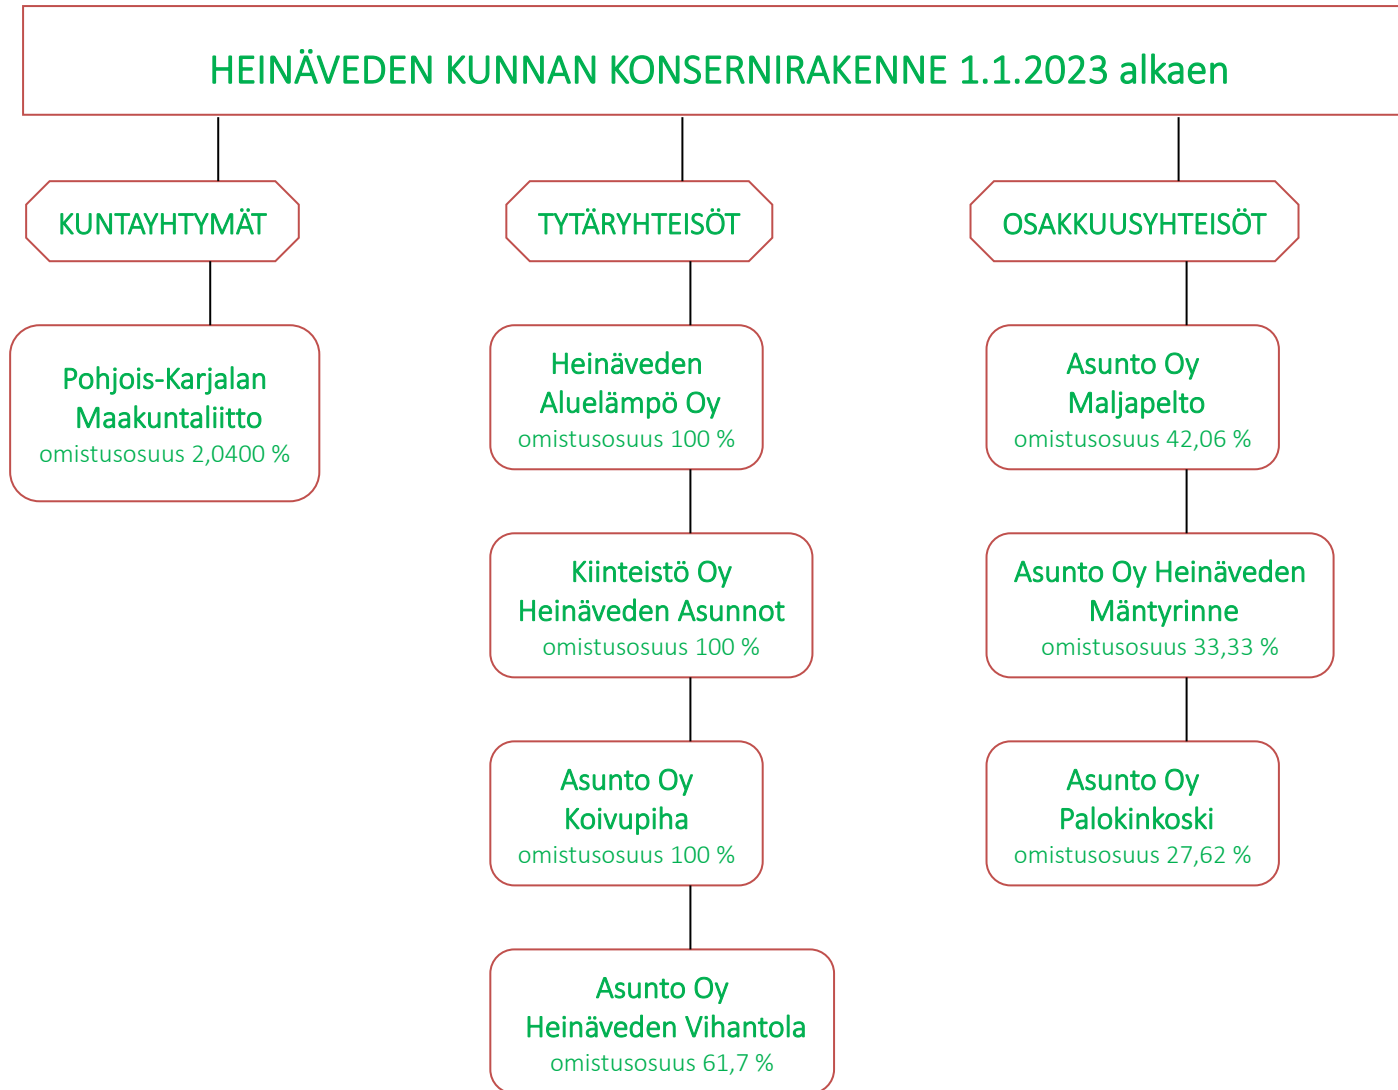 HEINÄVEDEN KUNNAN KONSERNIRAKENNE 1.1.2023 alkaen
KUNTAYHTYMÄT
Pohjois-Karjalan
Maakuntaliitto
omistusosuus 2,0400 %
TYTÄRYHTEISÖT
Heinäveden
Aluelämpö Oy
omistusosuus 100 %
Kiinteistö Oy
Heinäveden Asunnot
omistusosuus 100 %
Asunto Oy
Koivupiha
omistusosuus 100 %
Asunto Oy
Heinäveden Vihantola
omistusosuus 61,7 %
OSAKKUUSYHTEISÖT
Asunto Oy
Maljapelto
omistusosuus 42,06 %
Asunto Oy Heinäveden
Mäntyrinne
omistusosuus 33,33 %
Asunto Oy
Palokinkoski
omistusosuus 27,62 %